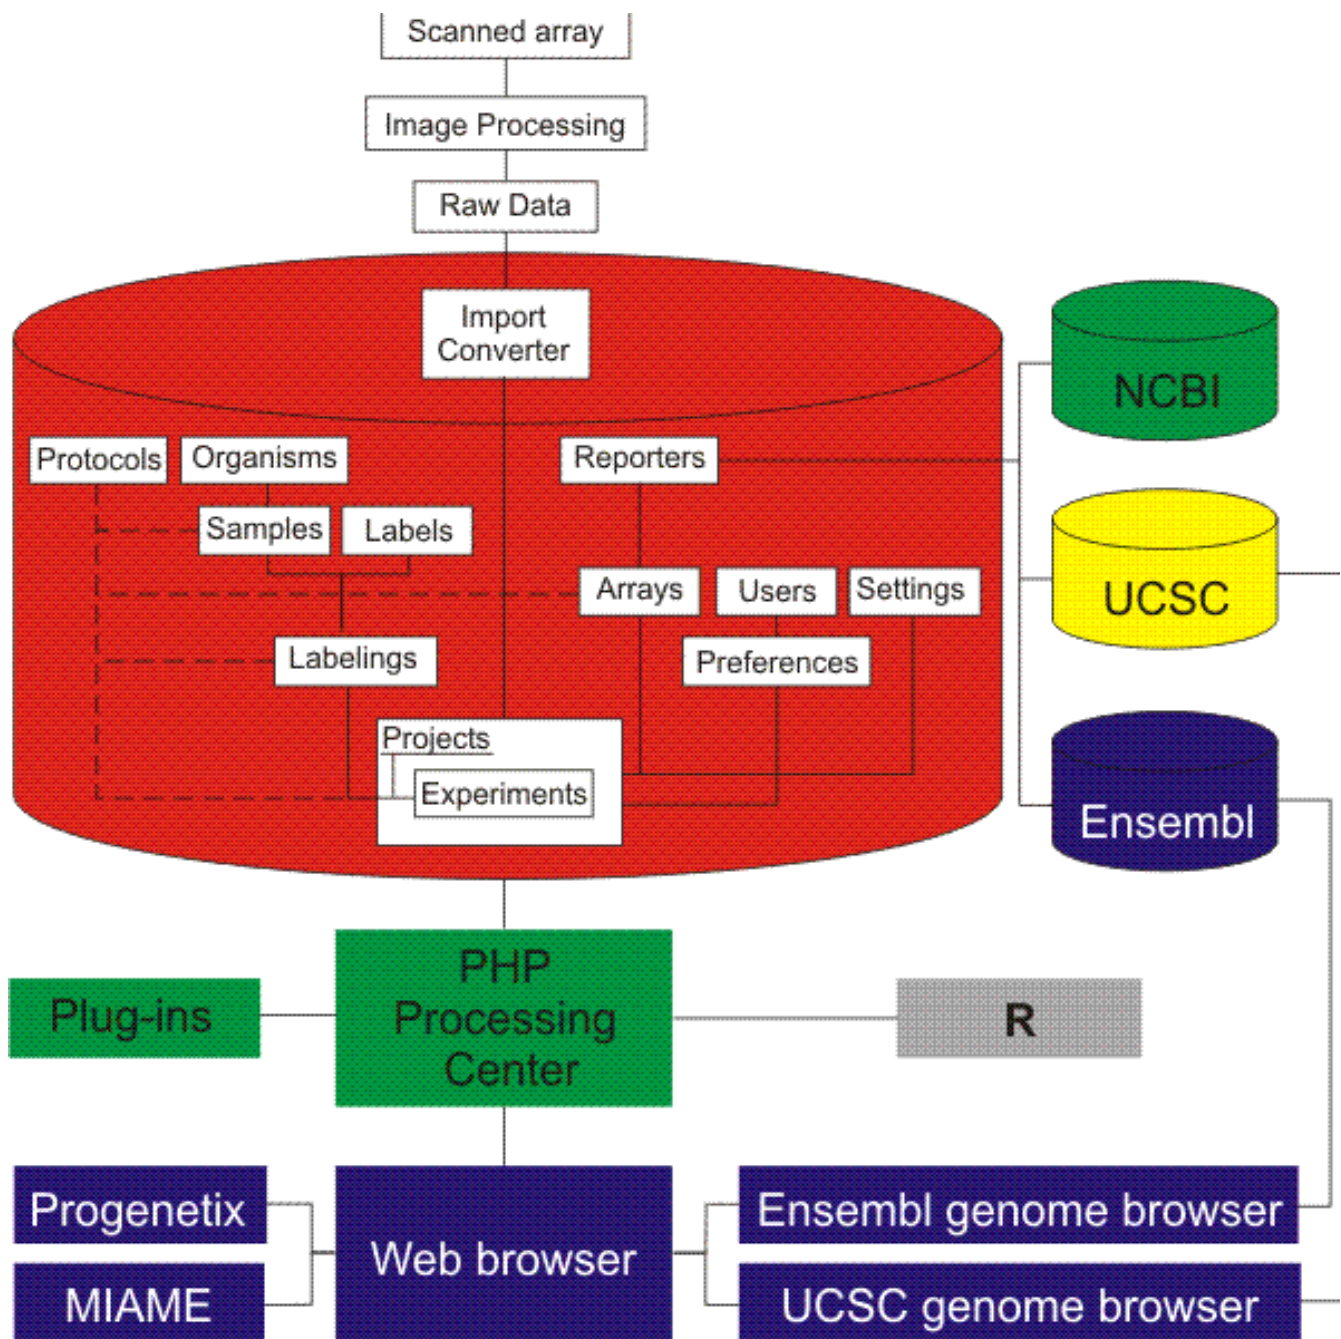 Scanned array
Image Processing
Raw Data
Import
Converter
NCBI
Protocols
Organisms
Reporters
Samples
Labels
Arrays
Users
Settings
UCSC
Labelings
Preferences
Projects
Experiments
Ensembl
PHP
Processing
Center
Plug-ins
R
Progenetix
Web browser
Ensembl genome browser
MIAME
UCSC genome browser